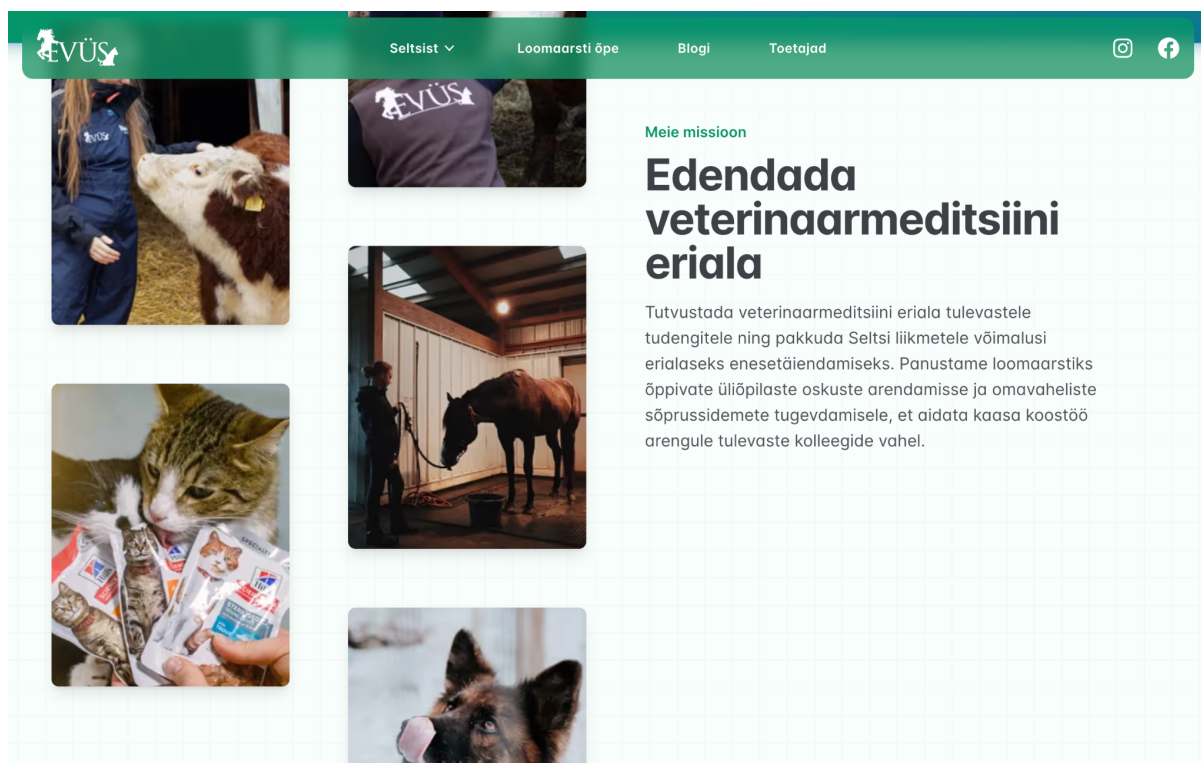 EVÜS
Seltsist
Loomaarsti õpe
Blogi
Toetajad
EVÜS
EVÜS
Meie missioon
Edendada
veterinaarmeditsiini
eriala
Tutvustada veterinaarmeditsiini eriala tulevastele
tudengitele ning pakkuda Seltsi liikmetele võimalusi
erialaseks enesetäiendamiseks. Panustame loomaarstiks
õppivate üliõpilaste oskuste arendamisse ja omavaheliste
sõprussidemete tugevdamisele, et aidata kaasa koostöö
arengule tulevaste kolleegide vahel.
SPECIALTY
Hill's